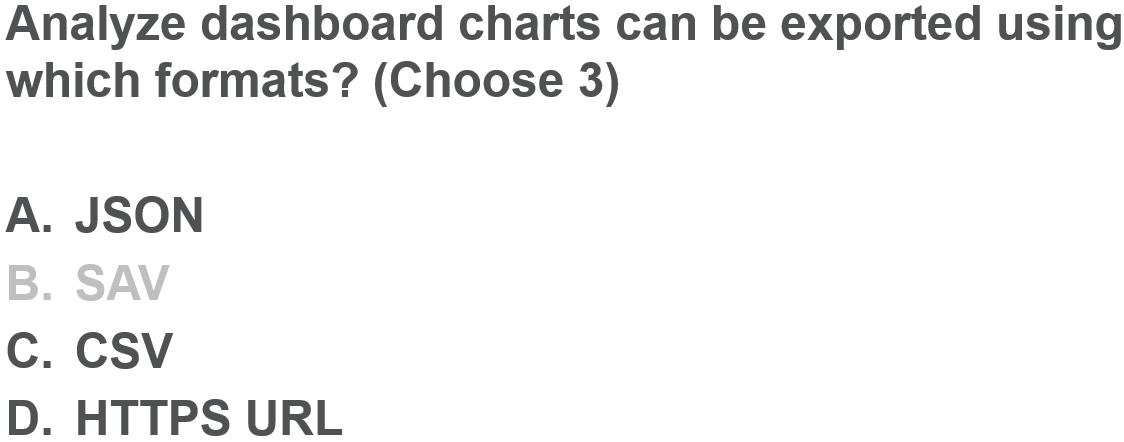 Analyze dashboard charts can be exported using
which formats? (Choose 3)
A. JSON
B. SAV
C. CSV
D. HTTPS URL